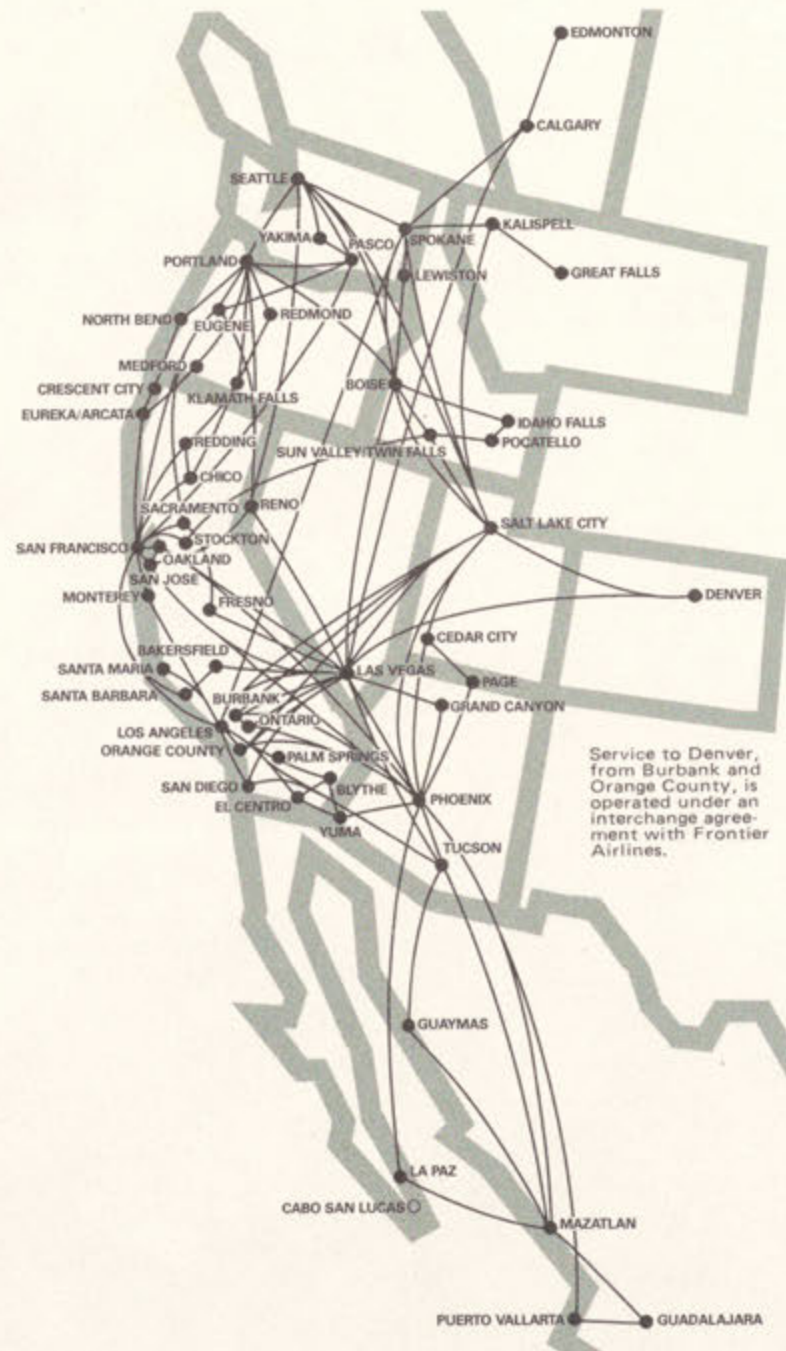 EDMONTON
CALGARY
SEATTLE
YAKIMA
PASCO
SPOKANE
KALISPELL
PORTLAND
LEWISTON
GREAT FALLS
NORTH BEND
EUGENE
REDMOND
MEDFORD
BOISE
CRESCENT CITY
KLAMATH FALLS
EUREKA/ARCATA
IDAHO FALLS
REDDING
SUN VALLEY/TWIN FALLS
POCATELLO
CHICO
SACRAMENTO
RENO
SALT LAKE CITY
SAN FRANCISCO
STOCKTON
OAKLAND
SAN JOSE
MONTEREY
FRESNO
DENVER
CEDAR CITY
BAKERSFIELD
SANTA MARIA
LAS VEGAS
PAGE
SANTA BARBARA
BURBANK
GRAND CANYON
LOS ANGELES
ONTARIO
ORANGE COUNTY
PALM SPRINGS
SAN DIEGO
BLYTHE
EL CENTRO
PHOENIX
YUMA
Service to Denver,
from Burbank and
Orange County, is
operated under an
interchange agree-
ment with Frontier
Airlines.
TUCSON
GUAYMAS
LA PAZ
CABO SAN LUCAS
MAZATLAN
PUERTO VALLARTA
GUADALAJARA